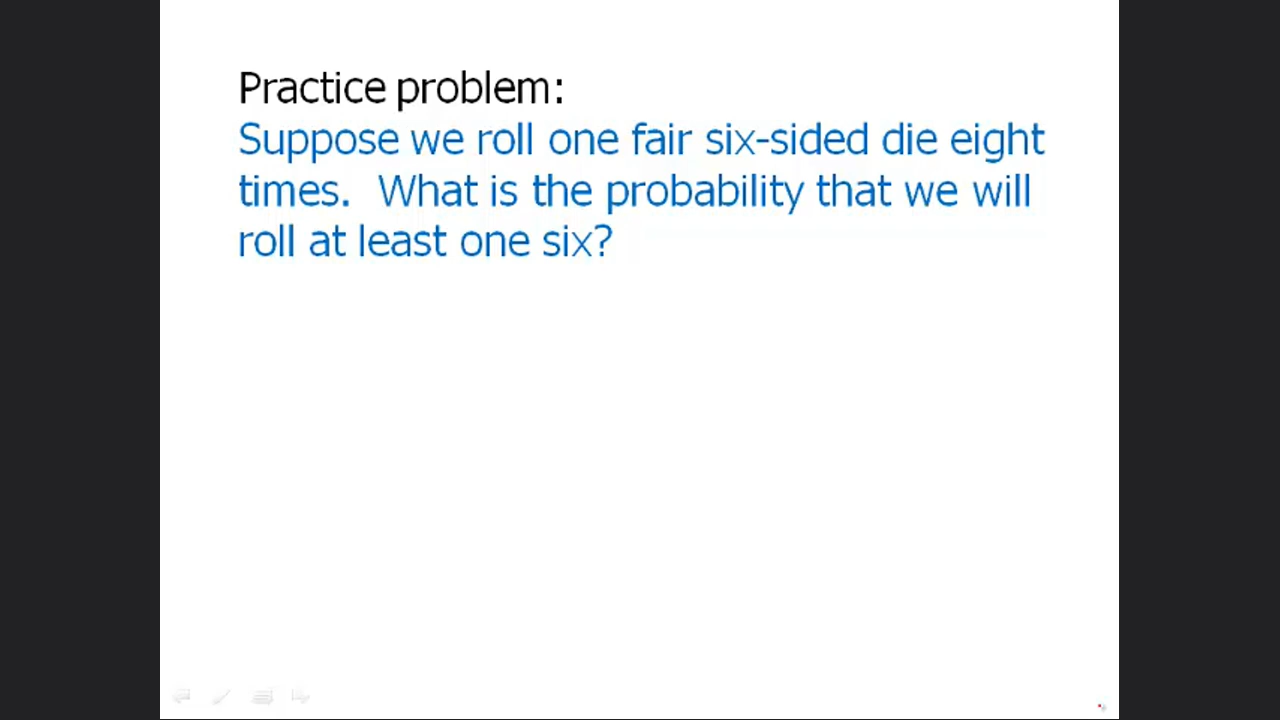 Practice problem:
Suppose we roll one fair six-sided die eight
times.  What is the probability that we will
roll at least one six?